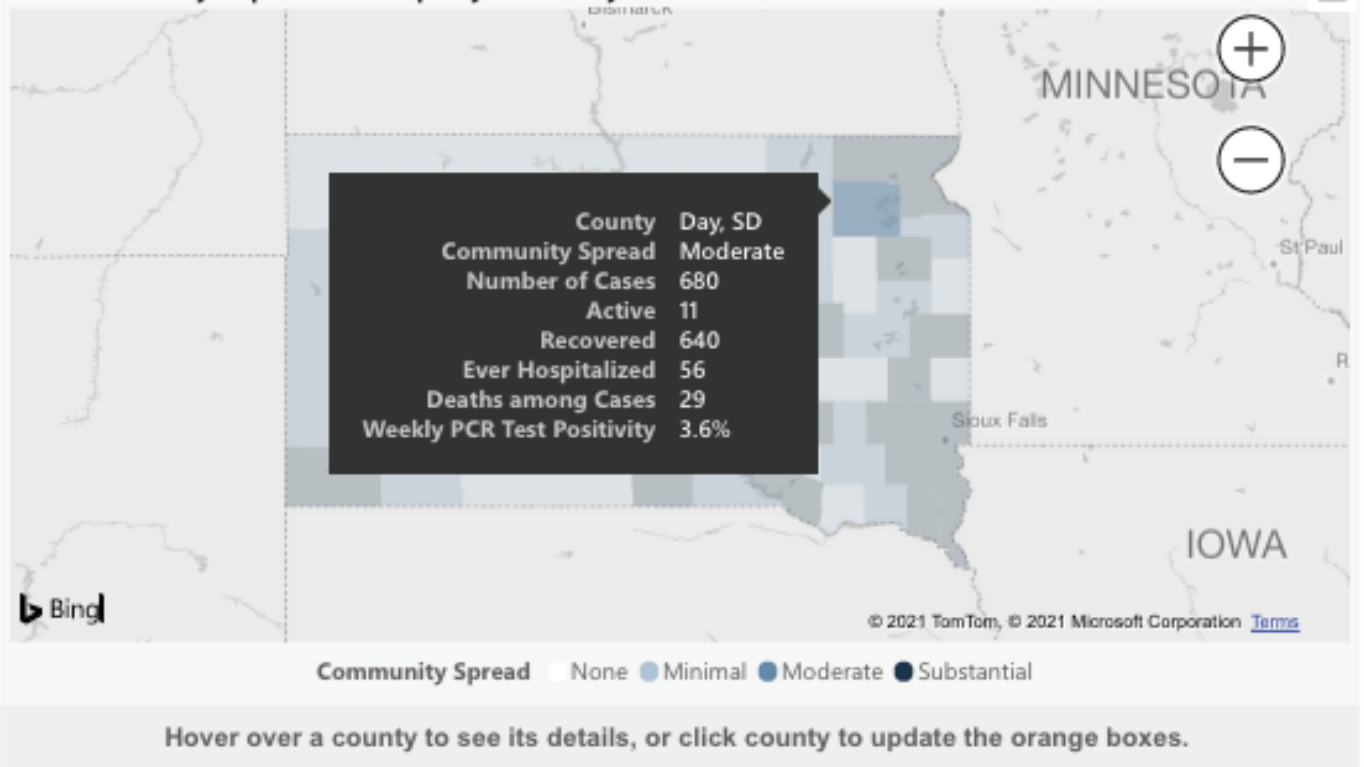 Bismarck
MINNESOTA
County Day, SD
Community Spread Moderate
Number of Cases 680
Active 11
Recovered 640
Ever Hospitalized 56
Deaths among Cases 29
Weekly PCR Test Positivity 3.6%
St Paul
R
Sioux Falls
IOWA
Bing
© 2021 TomTom, © 2021 Microsoft Corporation Terms
Community Spread None Minimal Moderate Substantial
Hover over a county to see its details, or click county to update the orange boxes.